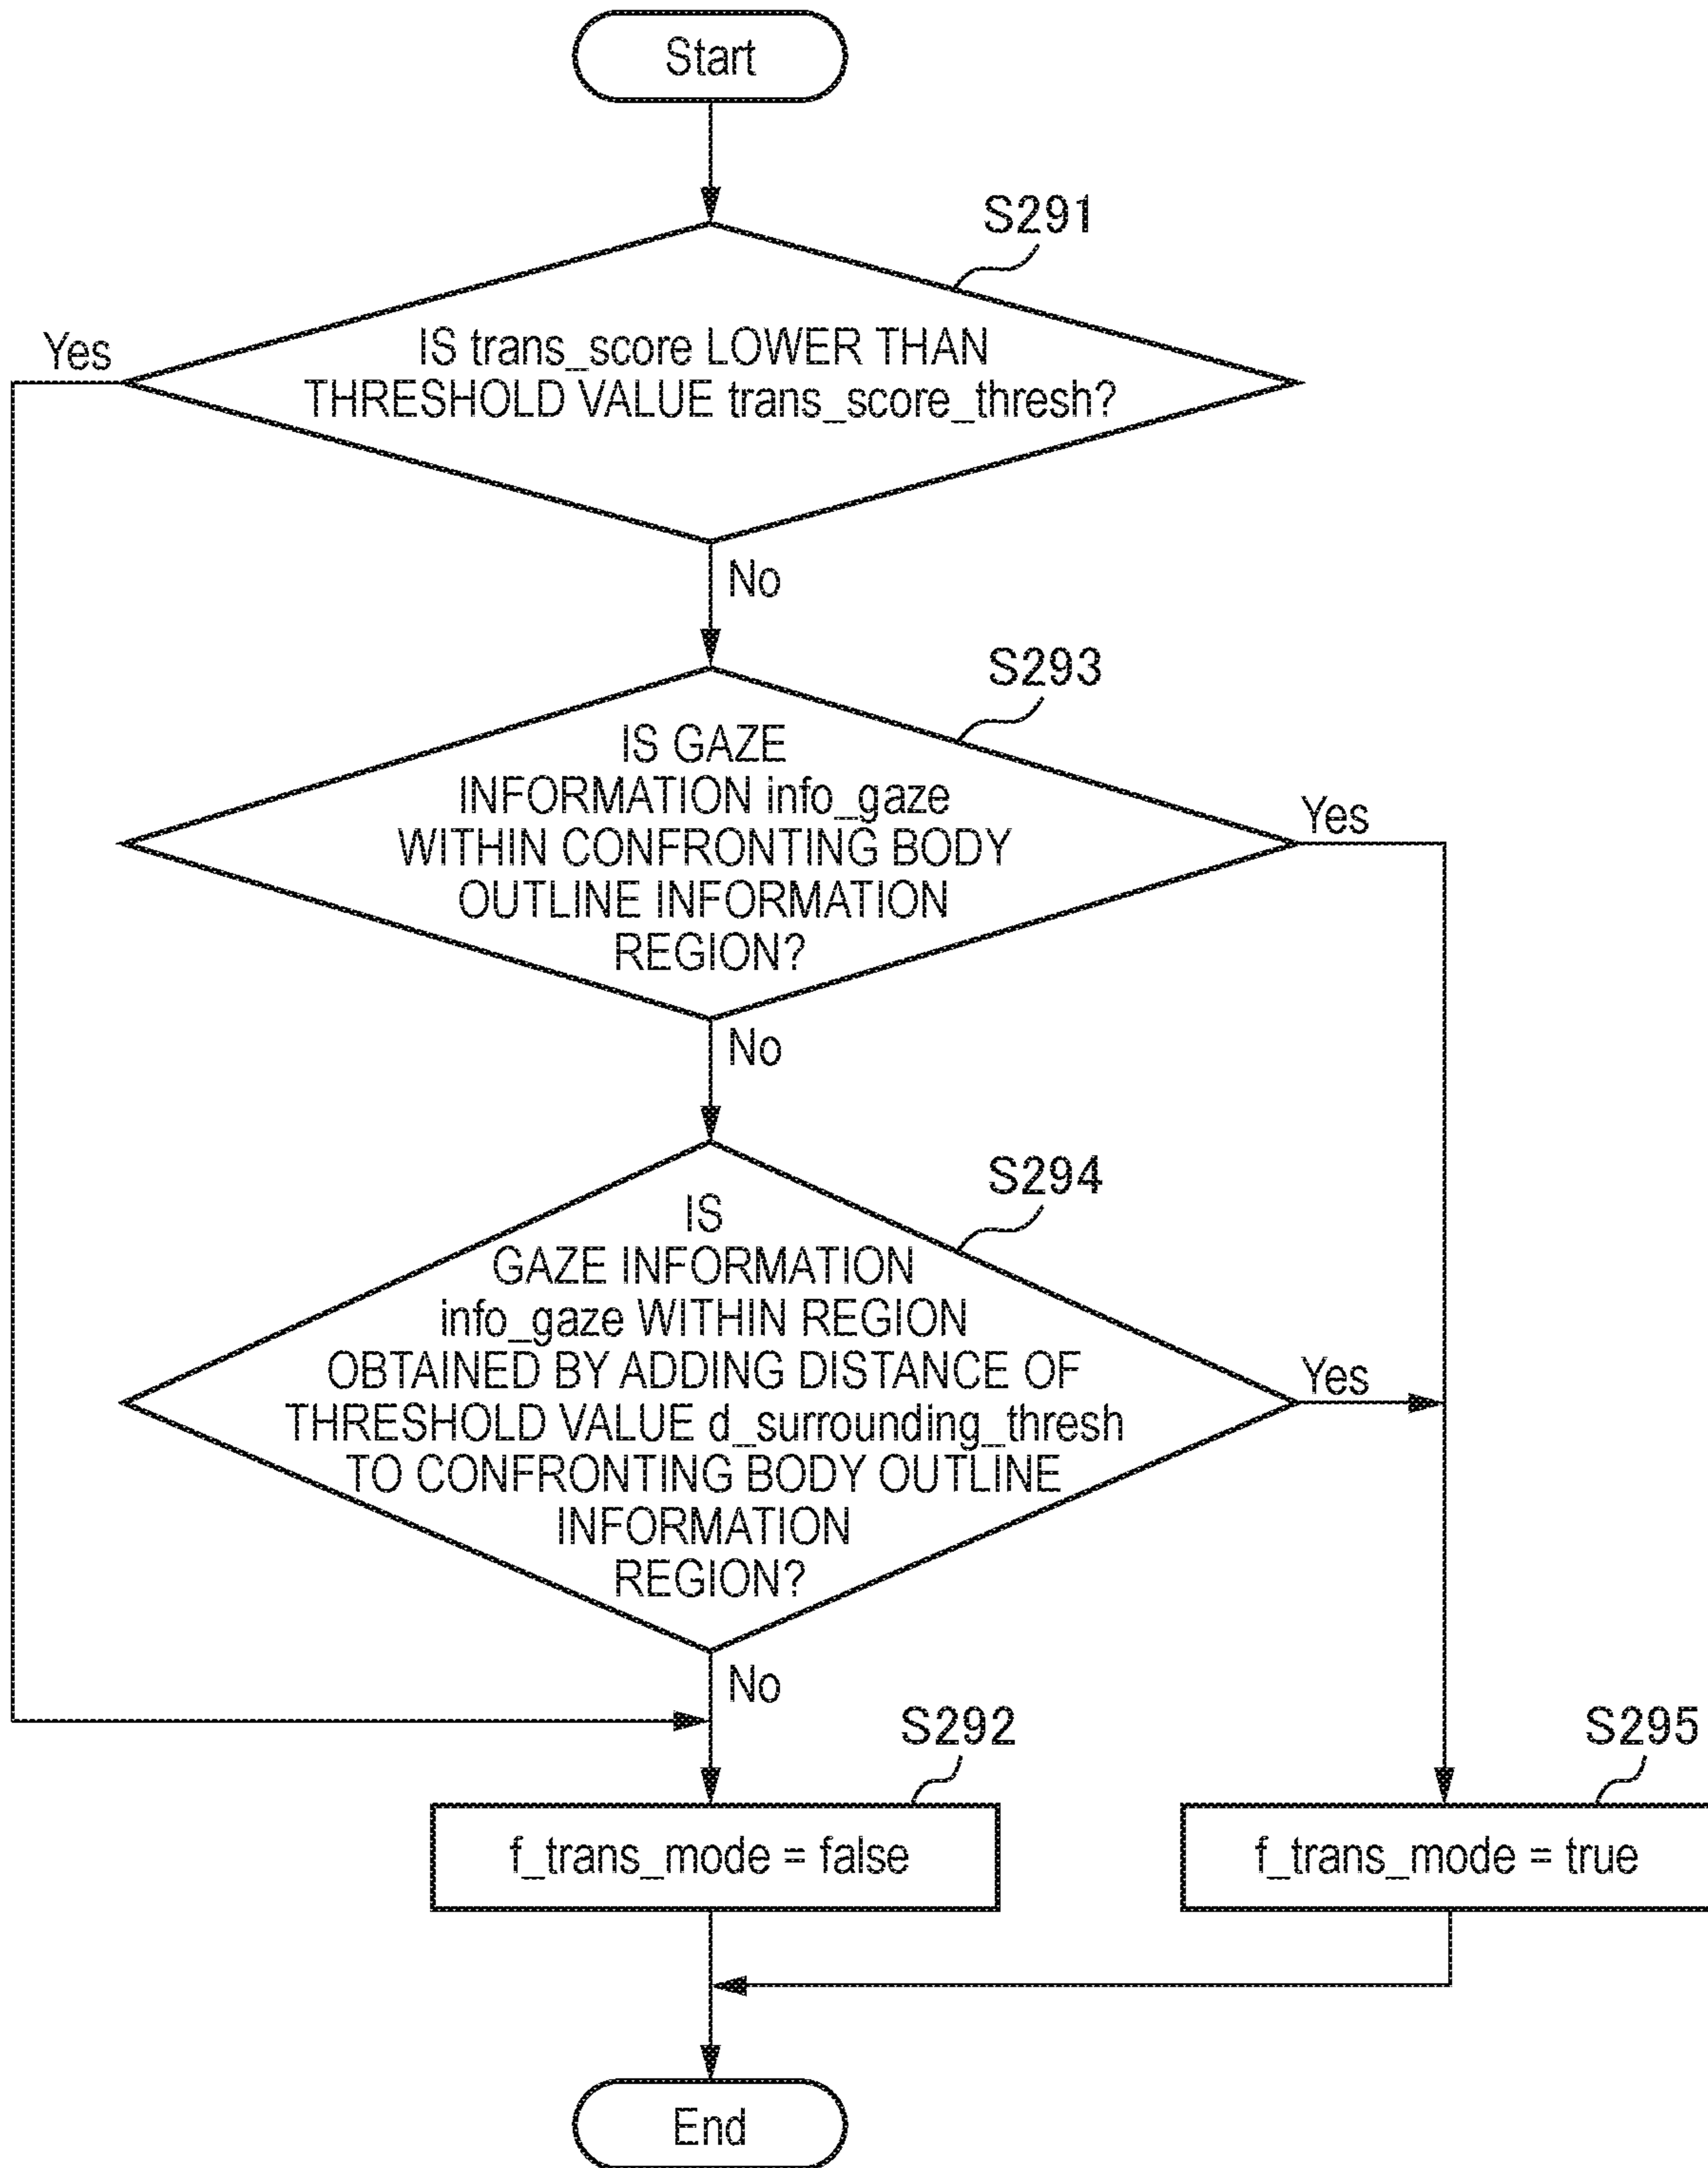 Start
S291
Yes
IS trans_score LOWER THAN
THRESHOLD VALUE trans_score_thresh?
No
S293
IS GAZE
INFORMATION info_gaze
WITHIN CONFRONTING BODY
OUTLINE INFORMATION
REGION?
Yes
No
S294
IS
GAZE INFORMATION
info_gaze WITHIN REGION
OBTAINED BY ADDING DISTANCE OF
THRESHOLD VALUE d_surrounding_thresh
TO CONFRONTING BODY OUTLINE
INFORMATION
REGION?
Yes
No
S292
S295
f_trans_mode = false
f_trans_mode = true
End